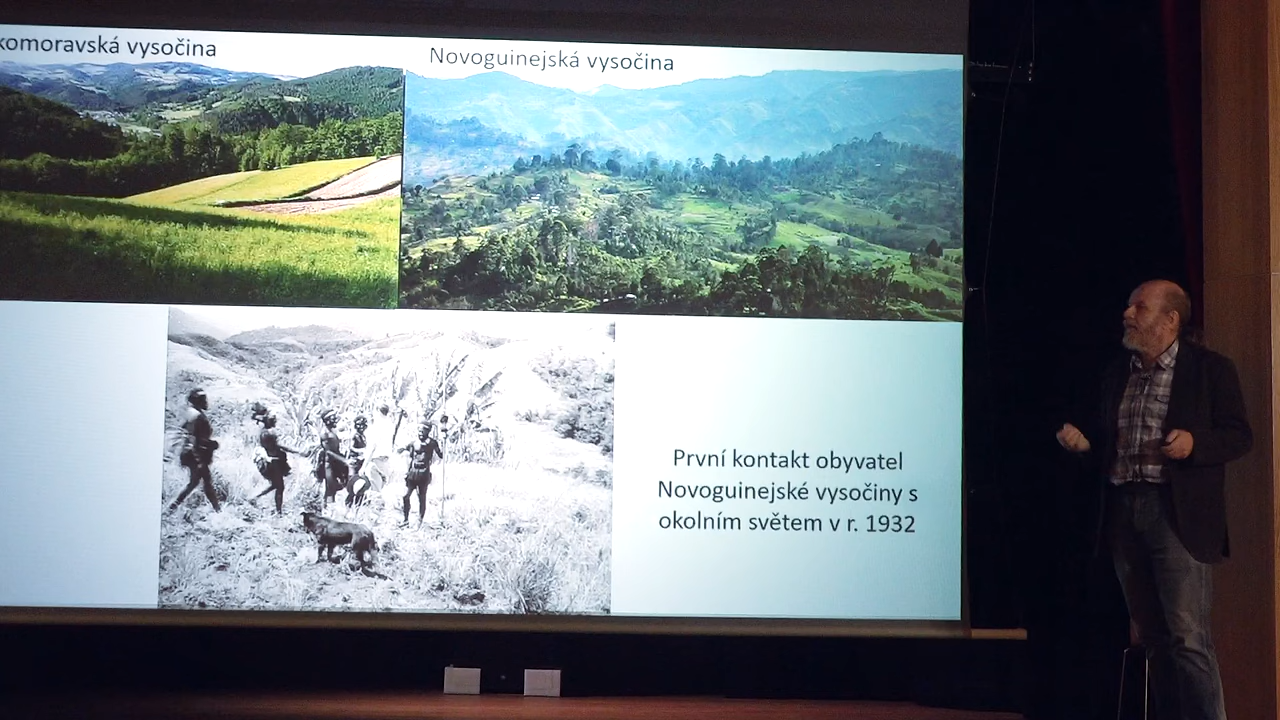 komoravská vysočina
Novoguinejská vysočina
První kontakt obyvatel
Novoguinejské vysočiny s
okolním světem v r. 1932